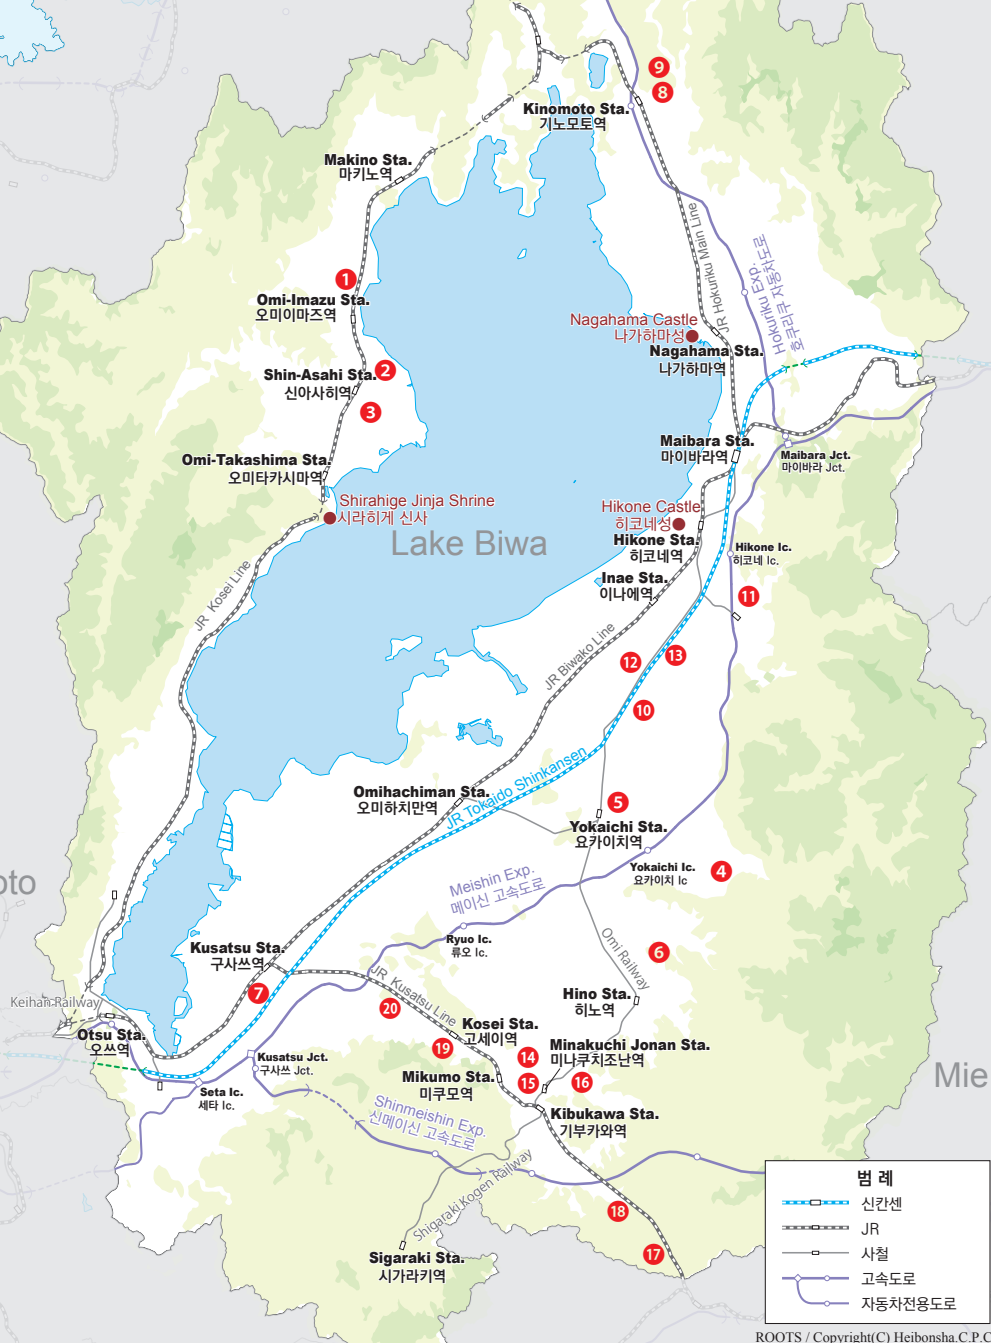 9
8
Kinomoto Sta.
기노모토역
Makino Sta.
마키노역
JR Hokuriku Main Line
Hokuriku Exp.
호쿠리쿠 자동차도로
1
Omi-Imazu Sta.
오미이마즈역
Nagahama Castle
나가하마성
Nagahama Sta.
나가하마역
Shin-Asahi Sta.
신아사히역
2
3
Maibara Sta.
마이바라역
Maibara Jct.
마이바라 Jct.
Omi-Takashima Sta.
오미타카시마역
Shirahige Jinja Shrine
시라히게 신사
Hikone Castle
히코네성
Lake Biwa
Hikone Sta.
히코네역
Hikone Ic.
히코네 Ic.
Inae Sta.
이나에역
JR Kosei Line
11
JR Biwako Line
12
13
10
JR Tokaido Shinkansen
Omihachiman Sta.
오미하치만역
5
Yokaichi Sta.
요카이치역
Yokaichi Ic.
요카이치 Ic
4
Meishin Exp.
메이신 고속도로
oto
Ryuo Ic.
류오 Ic.
Omi Railway
6
Kusatsu Sta.
구사쓰역
7
JR Kusatsu Line
20
Hino Sta.
히노역
Keihan Railway
Otsu Sta.
오쓰역
Kosei Sta.
고세이역
19
14
Minakuchi Jonan Sta.
미나쿠치조난역
Kusatsu Jct.
구사쓰 Jct.
Mikumo Sta.
미쿠모역
15
16
Mie
Seta Ic.
세타 Ic.
Shinmeishin Exp.
신메이신 고속도로
Kibukawa Sta.
기부카와역
Shigaraki Kogen Railway
18
17
Sigaraki Sta.
시가라키역
범 례
신칸센
JR
사철
고속도로
자동차전용도로
ROOTS / Copyright(C) Heibonsha.C.P.C